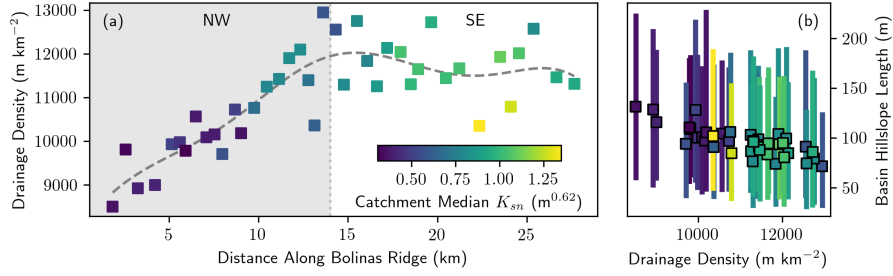 (a)
NW
SE
13000
12000
11000
10000
9000
Drainage Density (m km⁻²)
0.50
0.75
1.00
1.25
Catchment Median Kₛₙ (m⁰·⁶²)
5
10
15
20
25
Distance Along Bolinas Ridge (km)
(b)
200
150
100
50
Basin Hillslope Length (m)
10000
12000
Drainage Density (m km⁻²)